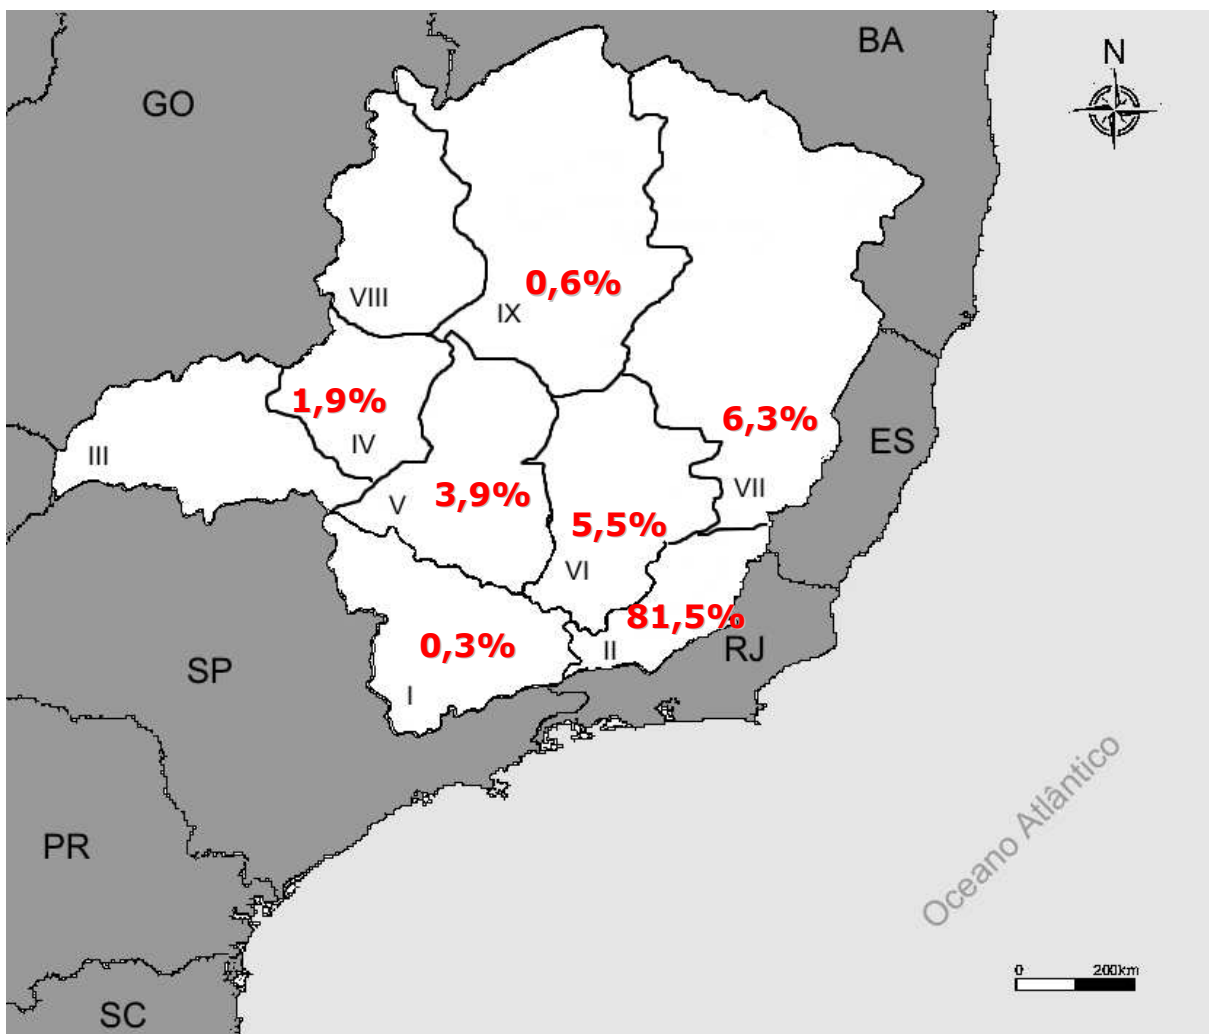 BA
N
GO
VIII
0,6%
IX
1,9%
IV
III
6,3%
ES
VII
V
3,9%
5,5%
VI
81,5%
II
RJ
0,3%
I
SP
PR
Oceano Atlântico
0 200km
SC